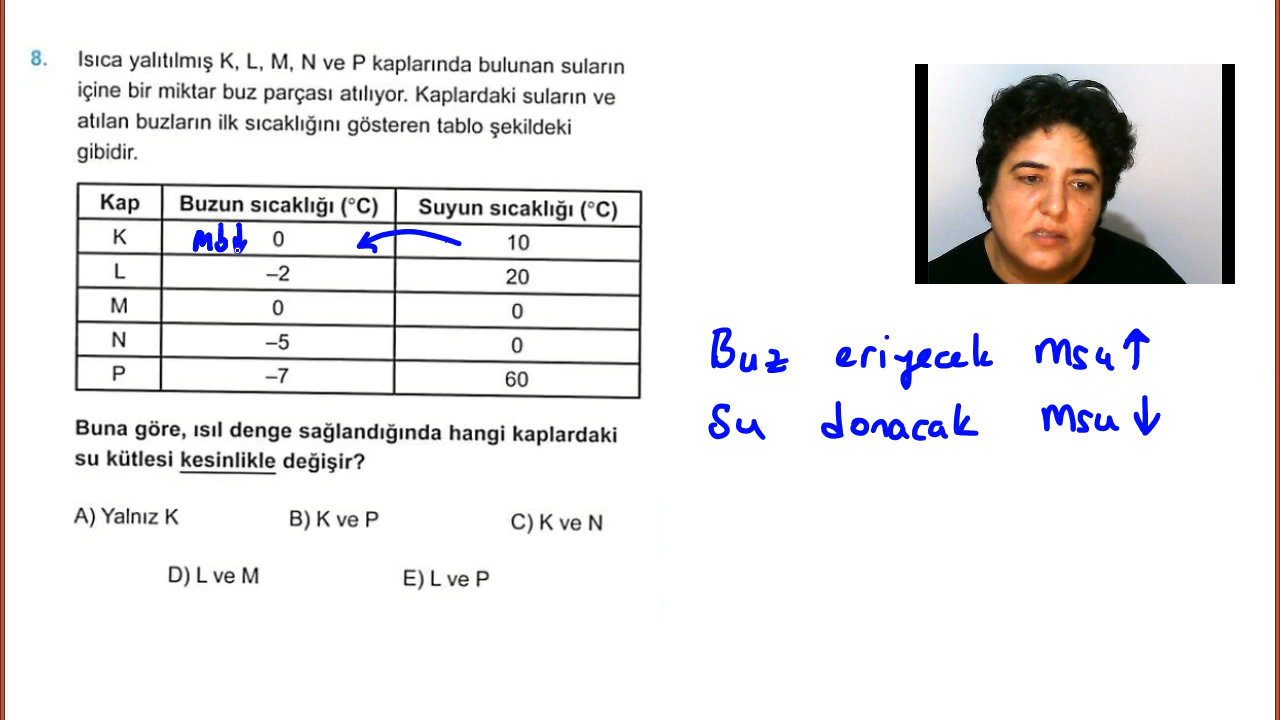 8. Isıca yalıtılmış K, L, M, N ve P kaplarında bulunan suların
içine bir miktar buz parçası atılıyor. Kaplardaki suların ve
atılan buzların ilk sıcaklığını gösteren tablo şekildeki
gibidir.
Kap Buzun sıcaklığı (°C) Suyun sıcaklığı (°C)
K mb↓ 0 10
L –2 20
M 0 0
N –5 0
P –7 60
Buz eriyecek msu↑
Su donacak msu↓
Buna göre, ısıl denge sağlandığında hangi kaplardaki
su kütlesi kesinlikle değişir?
A) Yalnız K B) K ve P C) K ve N
D) L ve M E) L ve P